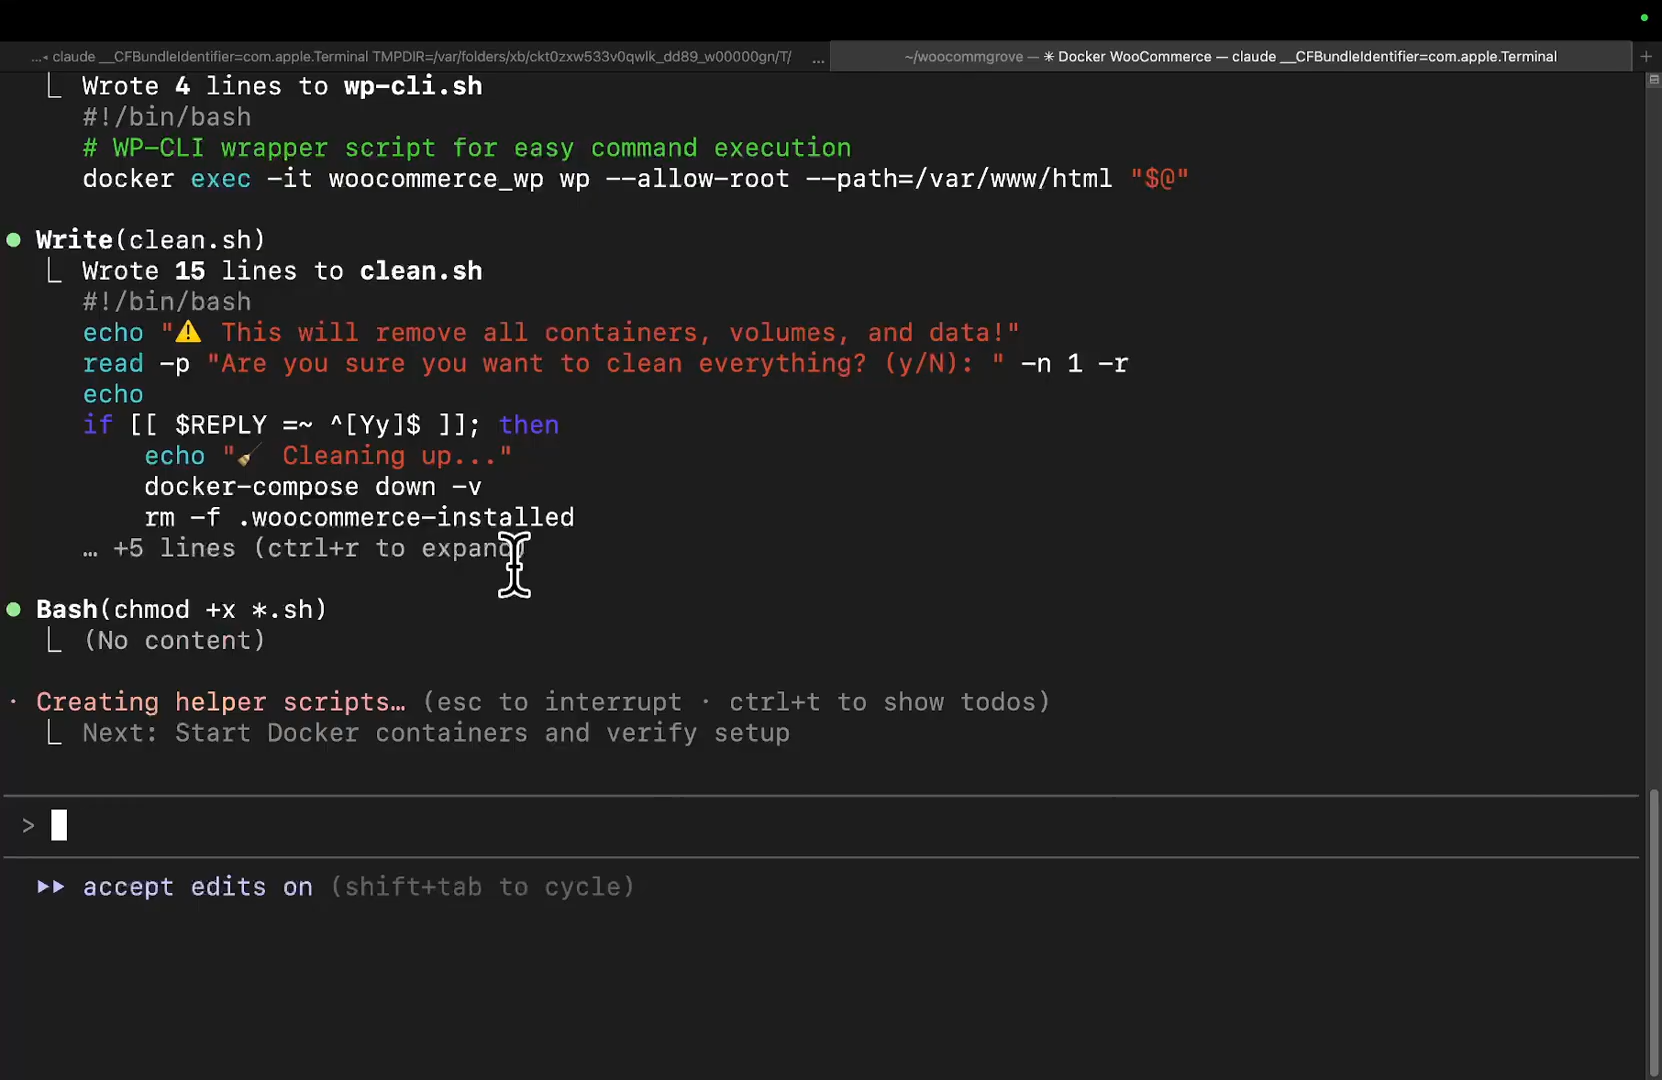 …◂ claude __CFBundleIdentifier=com.apple.Terminal TMPDIR=/var/folders/xb/ckt0zxw533v0qwlk_dd89_w00000gn/T/ ...
~/woocommgrove — ✳ Docker WooCommerce — claude __CFBundleIdentifier=com.apple.Terminal
Wrote 4 lines to wp-cli.sh
#!/bin/bash
# WP-CLI wrapper script for easy command execution
docker exec -it woocommerce_wp wp --allow-root --path=/var/www/html "$@"
Write(clean.sh)
Wrote 15 lines to clean.sh
#!/bin/bash
echo "⚠️ This will remove all containers, volumes, and data!"
read -p "Are you sure you want to clean everything? (y/N): " -n 1 -r
echo
if [[ $REPLY =~ ^[Yy]$ ]]; then
echo "🧹 Cleaning up..."
docker-compose down -v
rm -f .woocommerce-installed
… +5 lines (ctrl+r to expand)
Bash(chmod +x *.sh)
(No content)
· Creating helper scripts… (esc to interrupt · ctrl+t to show todos)
Next: Start Docker containers and verify setup
>
▶▶ accept edits on (shift+tab to cycle)